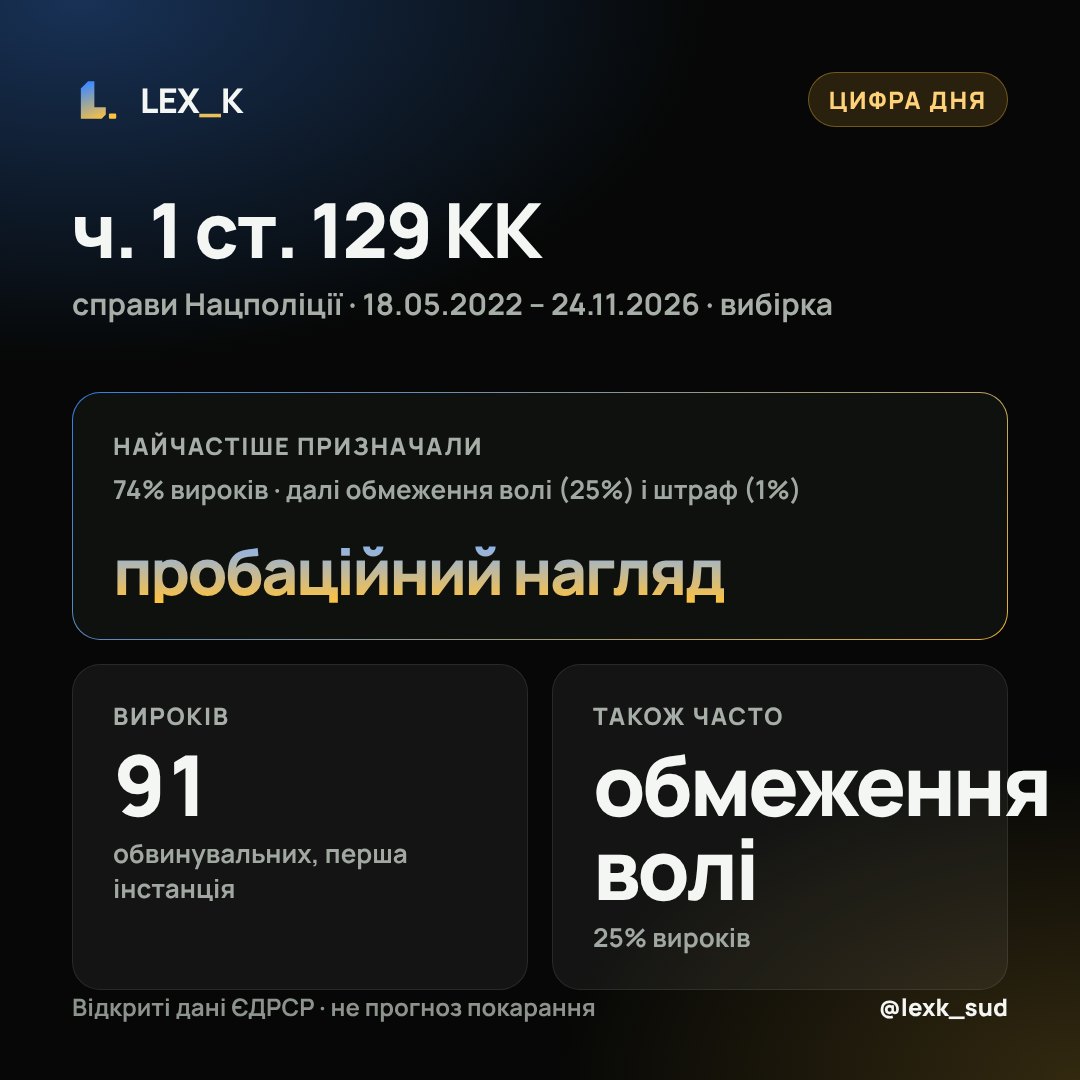 LEX_K
ЦИФРА ДНЯ
ч. 1 ст. 129 КК
справи Нацполіції · 18.05.2022 – 24.11.2026 · вибірка
НАЙЧАСТІШЕ ПРИЗНАЧАЛИ
74% вироків · далі обмеження волі (25%) і штраф (1%)
пробаційний нагляд
ВИРОКІВ
91
обвинувальних, перша
інстанція
ТАКОЖ ЧАСТО
обмеження
волі
25% вироків
Відкриті дані ЄДРСР · не прогноз покарання
@lexk_sud